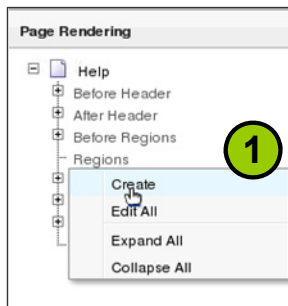 Page Rendering
Help
Before Header
After Header
Before Regions
Regions
1
Create
Edit All
Expand All
Collapse All